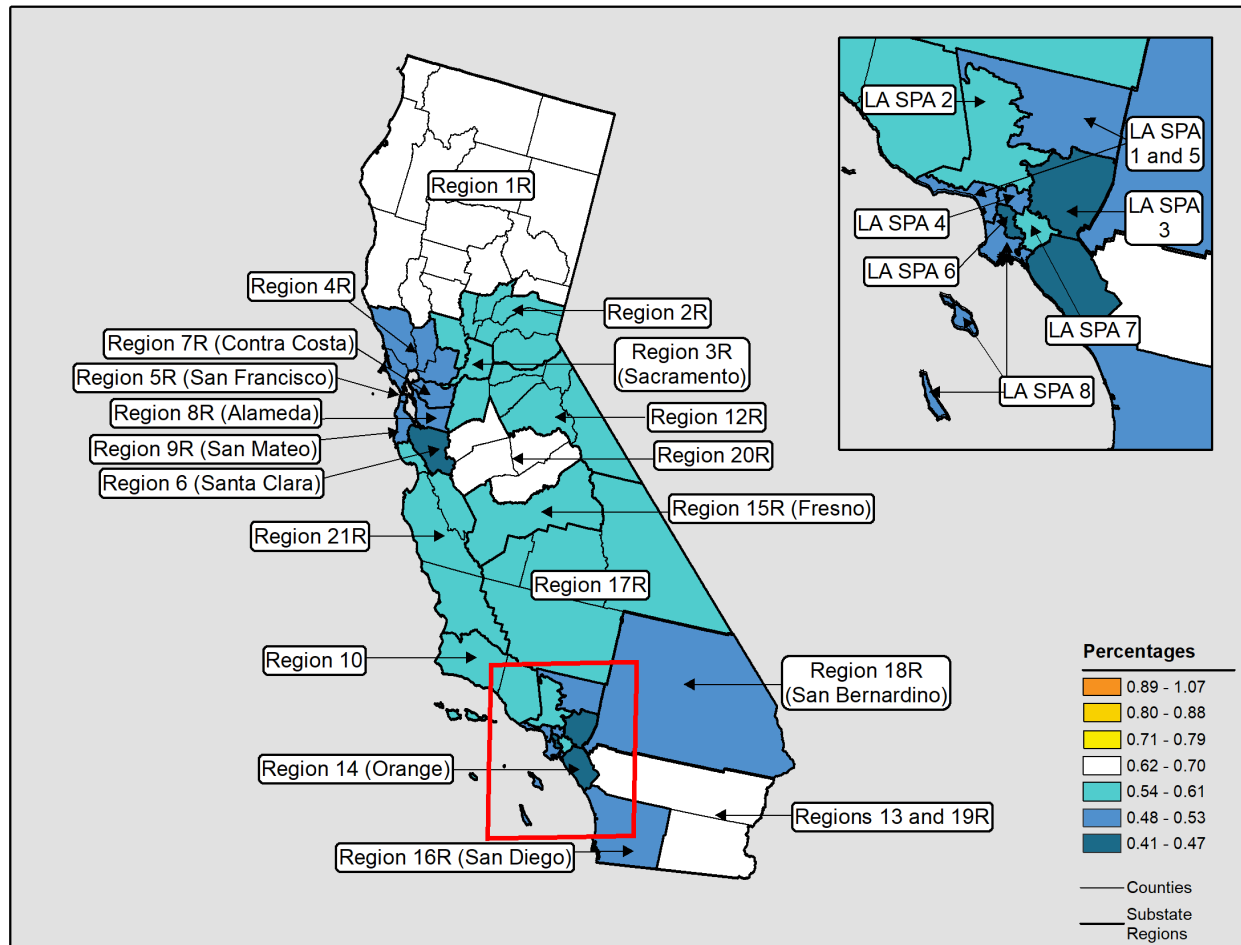 Region 1R
Region 4R
Region 2R
Region 7R (Contra Costa)
Region 3R
(Sacramento)
Region 5R (San Francisco)
Region 8R (Alameda)
Region 12R
Region 9R (San Mateo)
Region 20R
Region 6 (Santa Clara)
Region 15R (Fresno)
Region 21R
Region 17R
Region 10
Region 18R
(San Bernardino)
Region 14 (Orange)
Regions 13 and 19R
Region 16R (San Diego)
LA SPA 2
LA SPA
1 and 5
LA SPA 4
LA SPA
3
LA SPA 6
LA SPA 7
LA SPA 8
Percentages
0.89 - 1.07
0.80 - 0.88
0.71 - 0.79
0.62 - 0.70
0.54 - 0.61
0.48 - 0.53
0.41 - 0.47
Counties
Substate
Regions